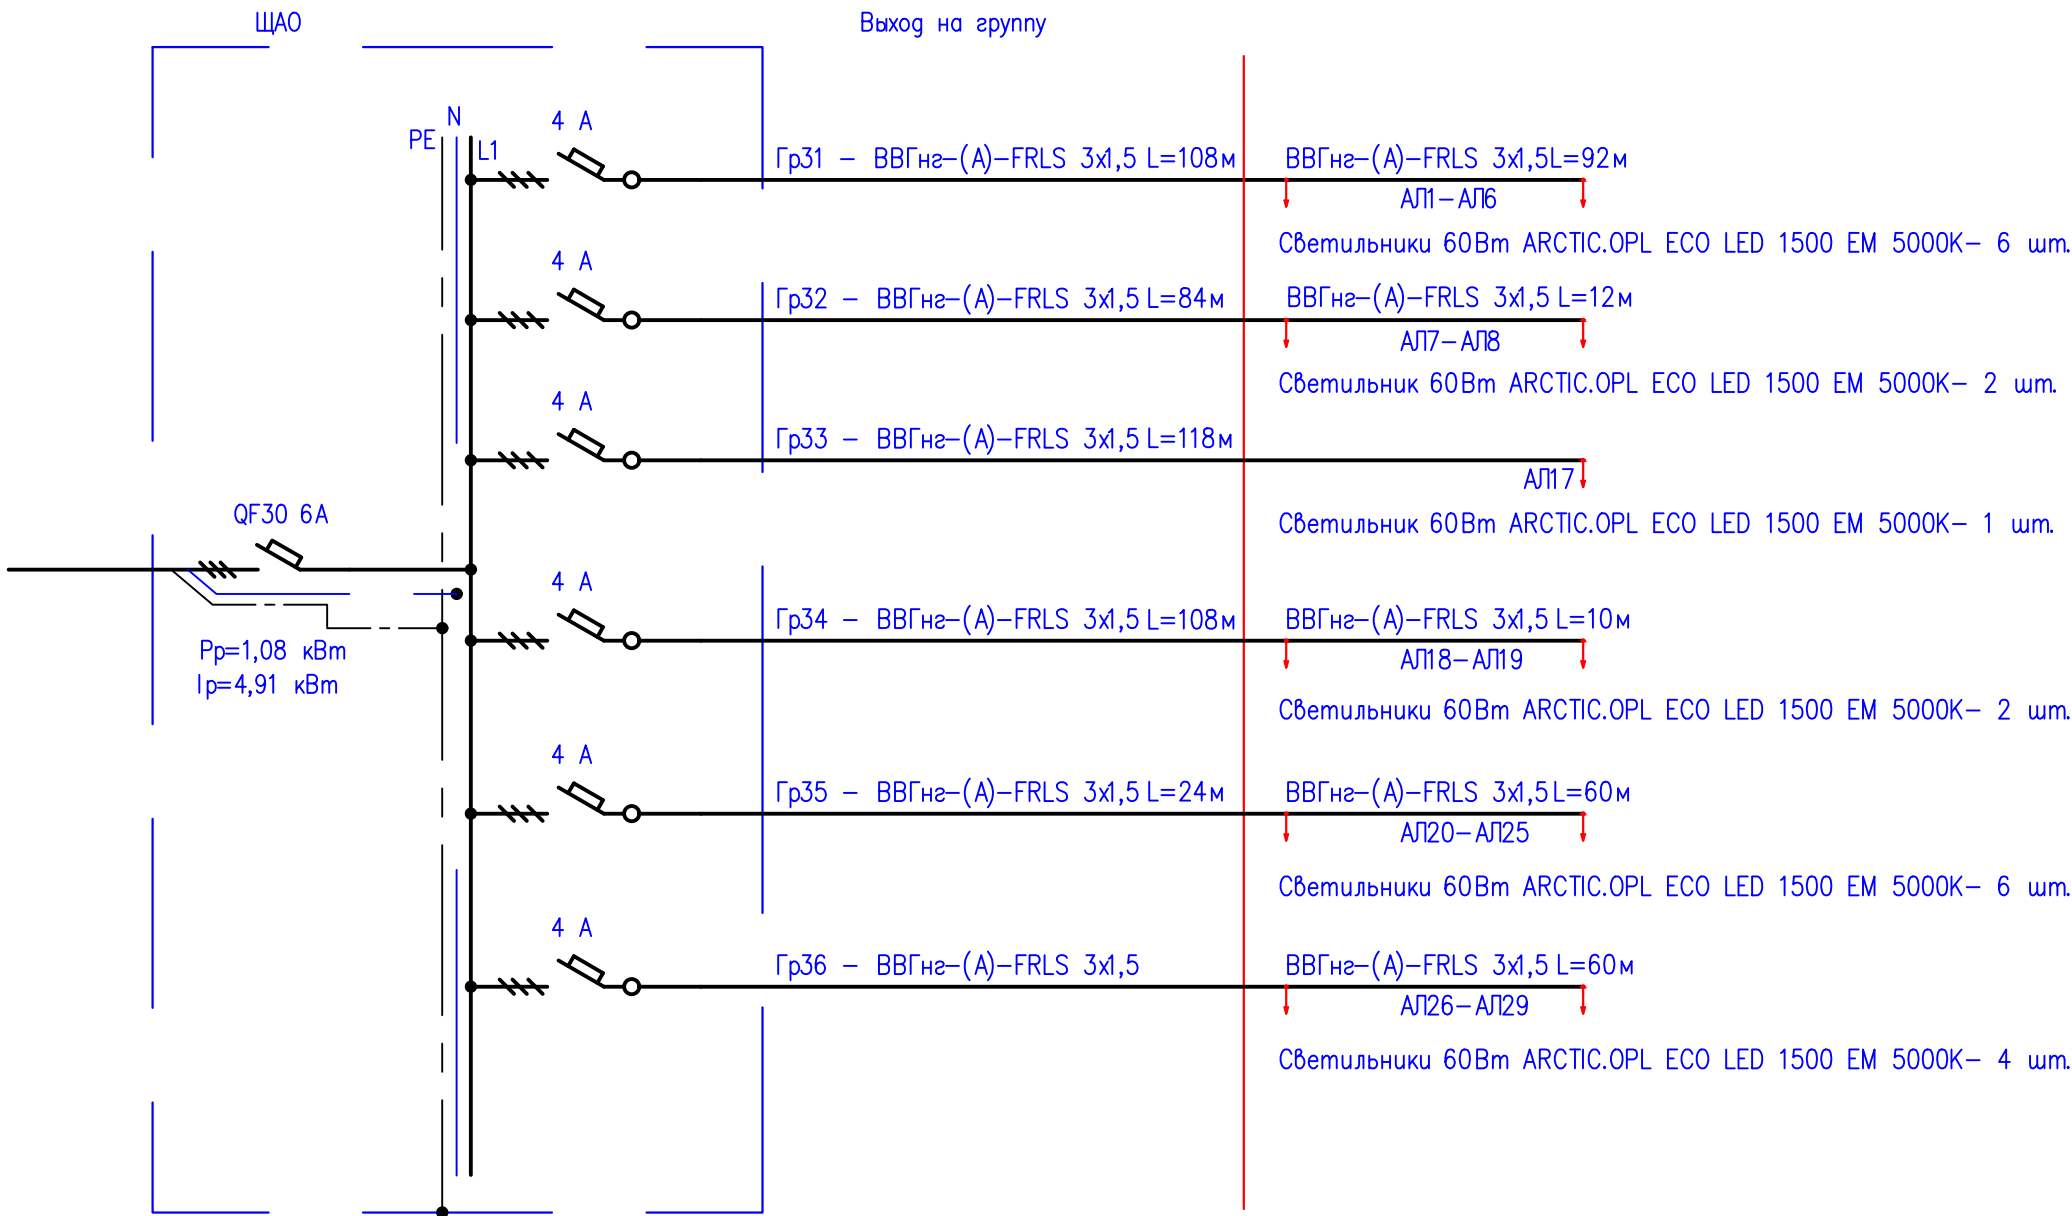 ЩАО
Выход на группу
N
PE
L1
4 А
Гр31 - ВВГнг-(А)-FRLS 3х1,5 L=108м
ВВГнг-(А)-FRLS 3х1,5L=92м
АЛ1-АЛ6
Светильники 60Вт ARCTIC.OPL ECO LED 1500 EM 5000K- 6 шт.
4 А
Гр32 - ВВГнг-(А)-FRLS 3х1,5 L=84м
ВВГнг-(А)-FRLS 3х1,5 L=12м
АЛ7-АЛ8
Светильник 60Вт ARCTIC.OPL ECO LED 1500 EM 5000K- 2 шт.
4 А
Гр33 - ВВГнг-(А)-FRLS 3х1,5 L=118м
АЛ17
Светильник 60Вт ARCTIC.OPL ECO LED 1500 EM 5000K- 1 шт.
QF30 6А
4 А
Гр34 - ВВГнг-(А)-FRLS 3х1,5 L=108м
ВВГнг-(А)-FRLS 3х1,5 L=10м
АЛ18-АЛ19
Рр=1,08 кВт
Iр=4,91 кВт
Светильники 60Вт ARCTIC.OPL ECO LED 1500 EM 5000K- 2 шт.
4 А
Гр35 - ВВГнг-(А)-FRLS 3х1,5 L=24м
ВВГнг-(А)-FRLS 3х1,5 L=60м
АЛ20-АЛ25
Светильники 60Вт ARCTIC.OPL ECO LED 1500 EM 5000K- 6 шт.
4 А
Гр36 - ВВГнг-(А)-FRLS 3х1,5
ВВГнг-(А)-FRLS 3х1,5 L=60м
АЛ26-АЛ29
Светильники 60Вт ARCTIC.OPL ECO LED 1500 EM 5000K- 4 шт.